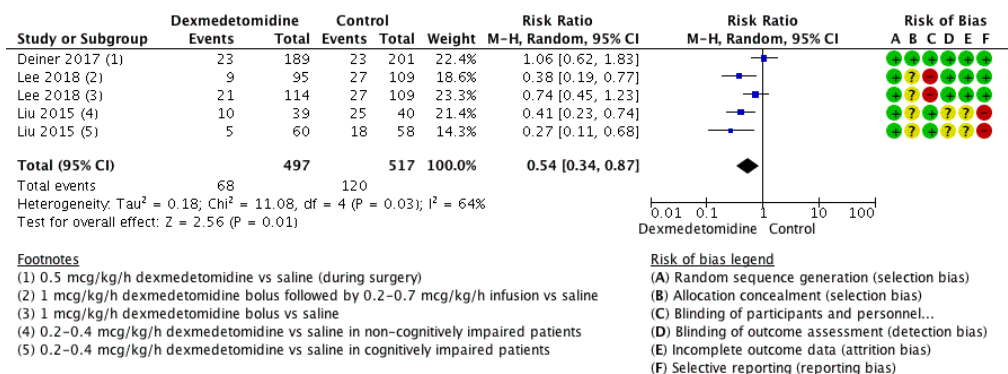 Dexmedetomidine Control Risk Ratio Risk Ratio Risk of Bias
Study or Subgroup Events Total Events Total Weight M-H, Random, 95% CI M-H, Random, 95% CI A B C D E F
Deiner 2017 (1) 23 189 23 201 22.4% 1.06 [0.62, 1.83] + + + + + +
Lee 2018 (2) 9 95 27 109 18.6% 0.38 [0.19, 0.77] + ? - + + +
Lee 2018 (3) 21 114 27 109 23.3% 0.74 [0.45, 1.23] + ? - + + +
Liu 2015 (4) 10 39 25 40 21.4% 0.41 [0.23, 0.74] + ? + ? ? -
Liu 2015 (5) 5 60 18 58 14.3% 0.27 [0.11, 0.68] + ? + ? ? -
Total (95% CI) 497 517 100.0% 0.54 [0.34, 0.87]
Total events 68 120
Heterogeneity: Tau² = 0.18; Chi² = 11.08, df = 4 (P = 0.03); I² = 64%
Test for overall effect: Z = 2.56 (P = 0.01)
0.01 0.1 1 10 100
Dexmedetomidine Control
Footnotes
(1) 0.5 mcg/kg/h dexmedetomidine vs saline (during surgery)
(2) 1 mcg/kg/h dexmedetomidine bolus followed by 0.2-0.7 mcg/kg/h infusion vs saline
(3) 1 mcg/kg/h dexmedetomidine bolus vs saline
(4) 0.2-0.4 mcg/kg/h dexmedetomidine vs saline in non-cognitively impaired patients
(5) 0.2-0.4 mcg/kg/h dexmedetomidine vs saline in cognitively impaired patients
Risk of bias legend
(A) Random sequence generation (selection bias)
(B) Allocation concealment (selection bias)
(C) Blinding of participants and personnel...
(D) Blinding of outcome assessment (detection bias)
(E) Incomplete outcome data (attrition bias)
(F) Selective reporting (reporting bias)